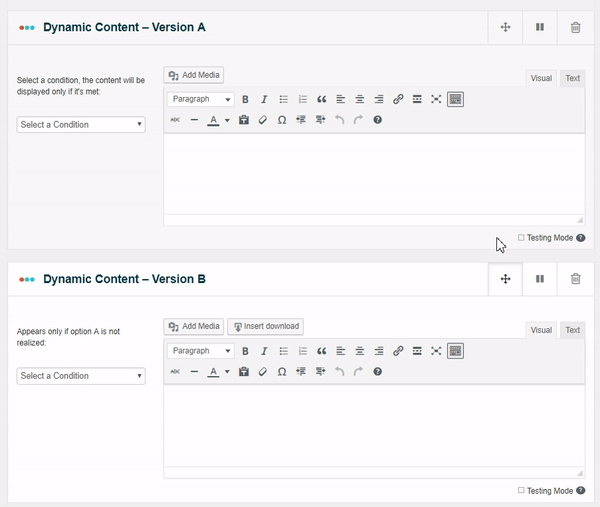 Dynamic Content – Version A
Select a condition, the content will be
displayed only if it's met:
Select a Condition
Add Media
Visual
Text
Paragraph
B I
ABC A Ω ?
Testing Mode ?
Dynamic Content – Version B
Appears only if option A is not
realized:
Select a Condition
Add Media
Insert download
Visual
Text
Paragraph
B I
ABC A Ω ?
Testing Mode ?